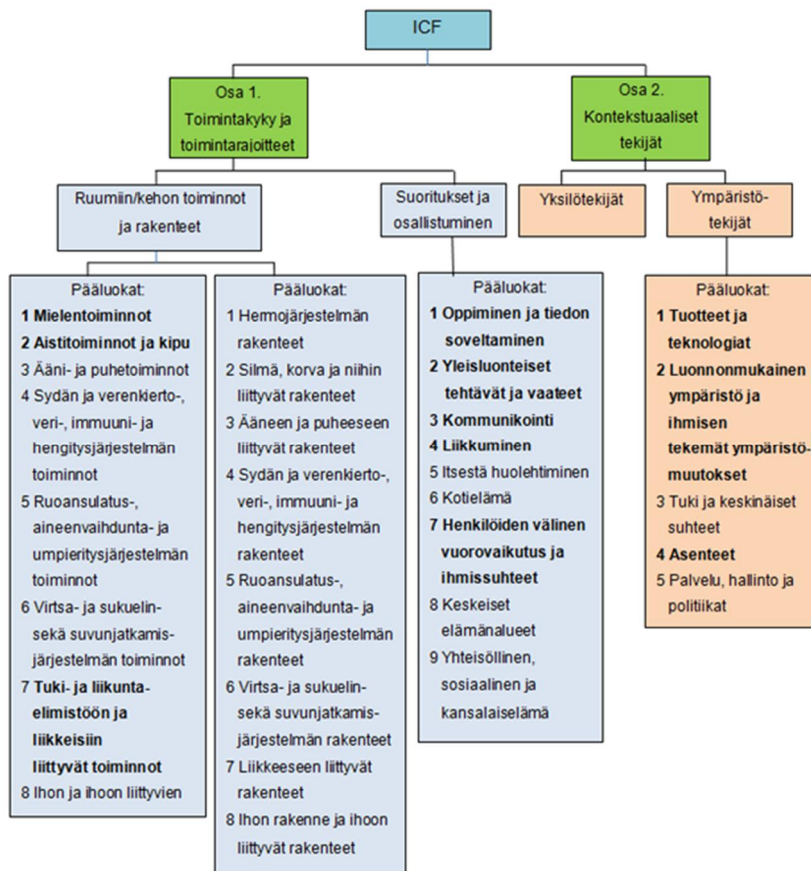 ICF
Osa 1.
Toimintakyky ja
toimintarajoitteet
Osa 2.
Kontekstuaaliset
tekijät
Ruumiin/kehon toiminnot
ja rakenteet
Suoritukset ja
osallistuminen
Yksilötekijät
Ympäristö-
tekijät
Pääluokat:
1 Mielentoiminnot
2 Aistitoiminnot ja kipu
3 Ääni- ja puhetoiminnot
4 Sydän ja verenkierto-,
veri-, immuuni- ja
hengitysjärjestelmän
toiminnot
5 Ruoansulatus-,
aineenvaihdunta- ja
umpieritysjärjestelmän
toiminnot
6 Virtsa- ja sukuelin-
sekä suvunjatkamis-
järjestelmän toiminnot
7 Tuki- ja liikunta-
elimistöön ja
liikkeisiin
liittyvät toiminnot
8 Ihon ja ihoon liittyvien
Pääluokat:
1 Hermojärjestelmän
rakenteet
2 Silmä, korva ja niihin
liittyvät rakenteet
3 Ääneen ja puheeseen
liittyvät rakenteet
4 Sydän ja verenkierto-,
veri-, immuuni- ja
hengitysjärjestelmän
rakenteet
5 Ruoansulatus-,
aineenvaihdunta- ja
umpieritysjärjestelmän
rakenteet
6 Virtsa- ja sukuelin-
sekä suvunjatkamis-
järjestelmän rakenteet
7 Liikkeeseen liittyvät
rakenteet
8 Ihon rakenne ja ihoon
liittyvät rakenteet
Pääluokat:
1 Oppiminen ja tiedon
soveltaminen
2 Yleisluonteiset
tehtävät ja vaateet
3 Kommunikointi
4 Liikkuminen
5 Itsestä huolehtiminen
6 Kotielämä
7 Henkilöiden välinen
vuorovaikutus ja
ihmissuhteet
8 Keskeiset
elämänalueet
9 Yhteisöllinen,
sosiaalinen ja
kansalaiselämä
Pääluokat:
1 Tuotteet ja
teknologiat
2 Luonnonmukainen
ympäristö ja
ihmisen
tekemät ympäristö-
muutokset
3 Tuki ja keskinäiset
suhteet
4 Asenteet
5 Palvelu, hallinto ja
politiikat